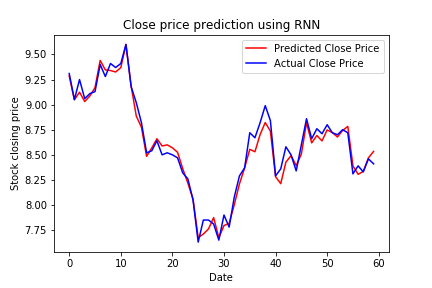 Close price prediction using RNN
Predicted Close Price
Actual Close Price
Stock closing price
9.50
9.25
9.00
8.75
8.50
8.25
8.00
7.75
0 10 20 30 40 50 60
Date